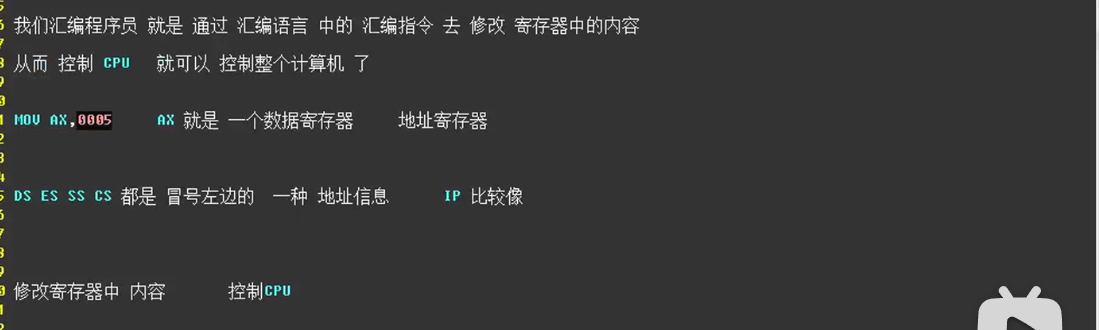 我们汇编程序员 就是 通过 汇编语言 中的 汇编指令 去 修改 寄存器中的内容
从而 控制 CPU 就可以 控制整个计算机 了
MOV AX,0005 AX 就是 一个数据寄存器 地址寄存器
DS ES SS CS 都是 冒号左边的 一种 地址信息 IP 比较像
修改寄存器中 内容 控制CPU